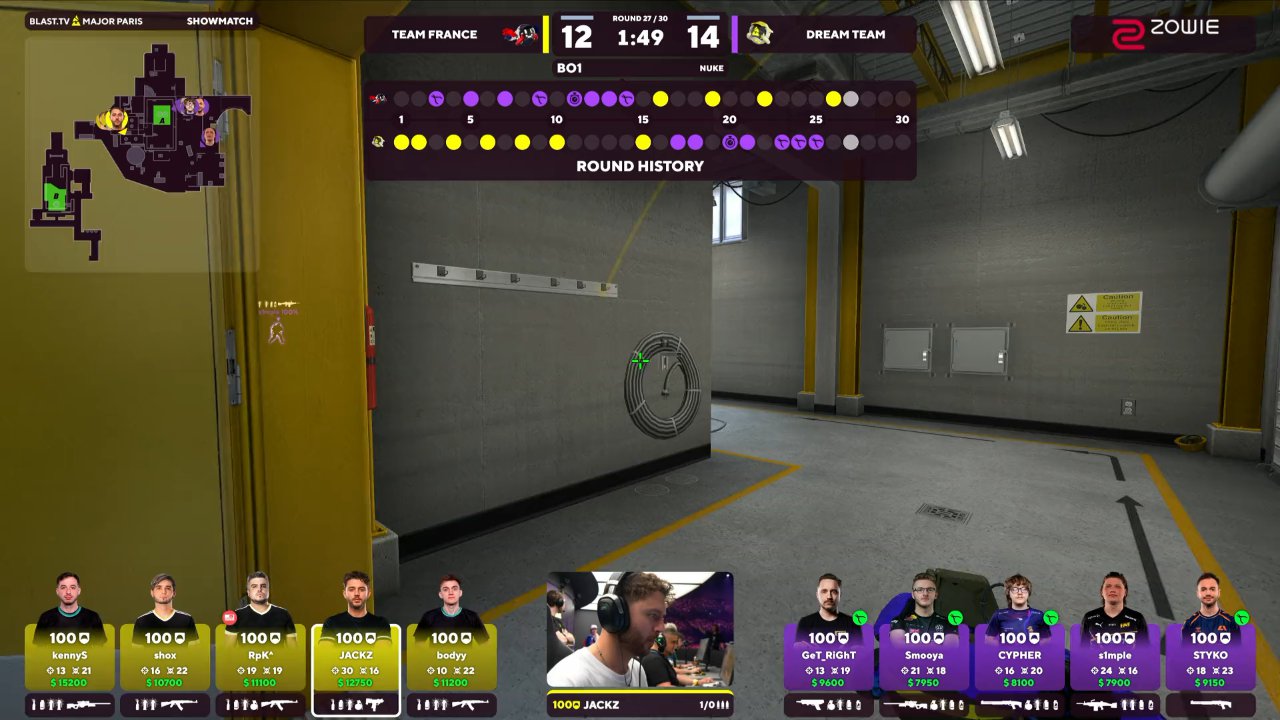 BLAST.TV MAJOR PARIS SHOWMATCH
TEAM FRANCE 12 ROUND 27 / 30 1:49 14 DREAM TEAM
ZOWIE
BO1 NUKE
1 5 10 15 20 25 30
ROUND HISTORY
Caution
Caution
100 100 100 100 100
kennyS shox RpK^ JACKZ bodyy
13 21 16 22 19 19 30 16 10 22
$15200 $10700 $11100 $12750 $11200
100 JACKZ 1/0
100 100 100 100 100
GeT_RiGhT Smooya CYPHER s1mple STYKO
13 19 21 18 16 20 24 16 18 23
$9600 $7950 $8100 $7900 $9150